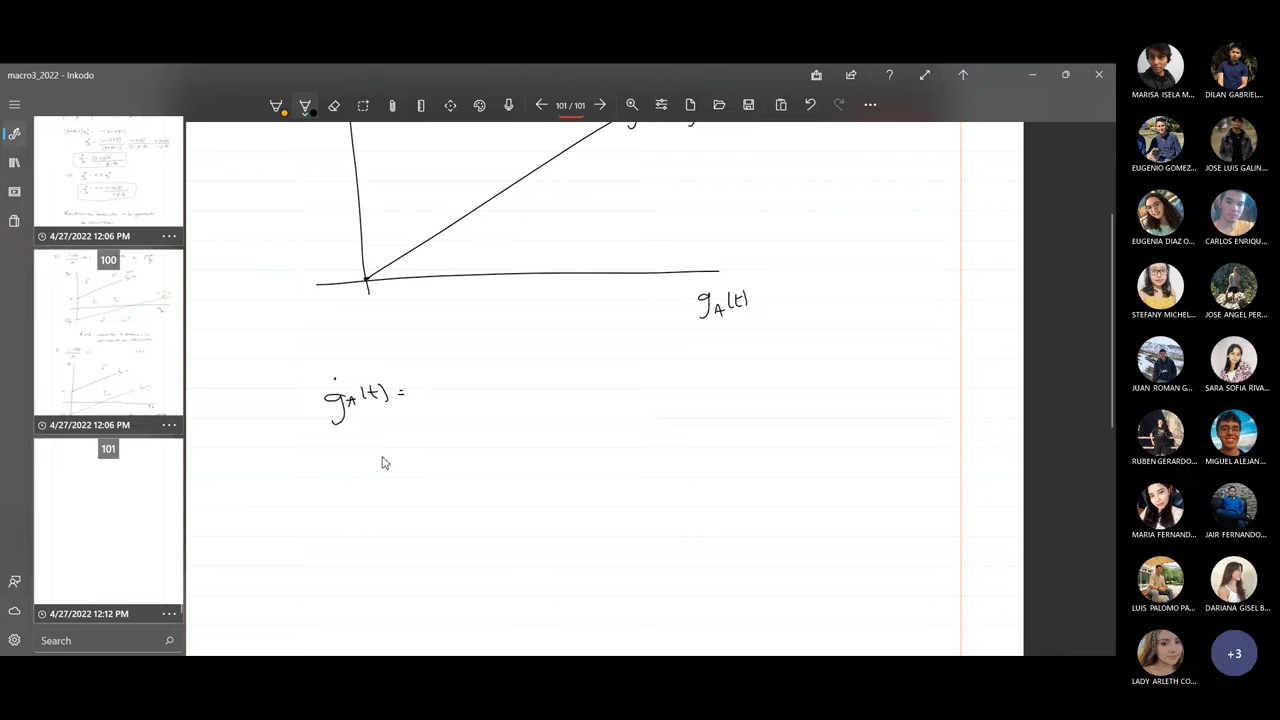 macro3_2022 - Inkodo
101 / 101
4/27/2022 12:06 PM
100
4/27/2022 12:06 PM
101
4/27/2022 12:12 PM
Search
g_A(t)
ġ_A(t) =
MARISA ISELA M...
DILAN GABRIEL...
EUGENIO GOMEZ...
JOSE LUIS GALIN...
EUGENIA DIAZ O...
CARLOS ENRIQU...
STEFANY MICHEL...
JOSE ANGEL PER...
JUAN ROMAN G...
SARA SOFIA RIVA...
RUBEN GERARDO...
MIGUEL ALEJAN...
MARIA FERNAND...
JAIR FERNANDO...
LUIS PALOMO PA...
DARIANA GISEL B...
LADY ARLETH CO...
+3